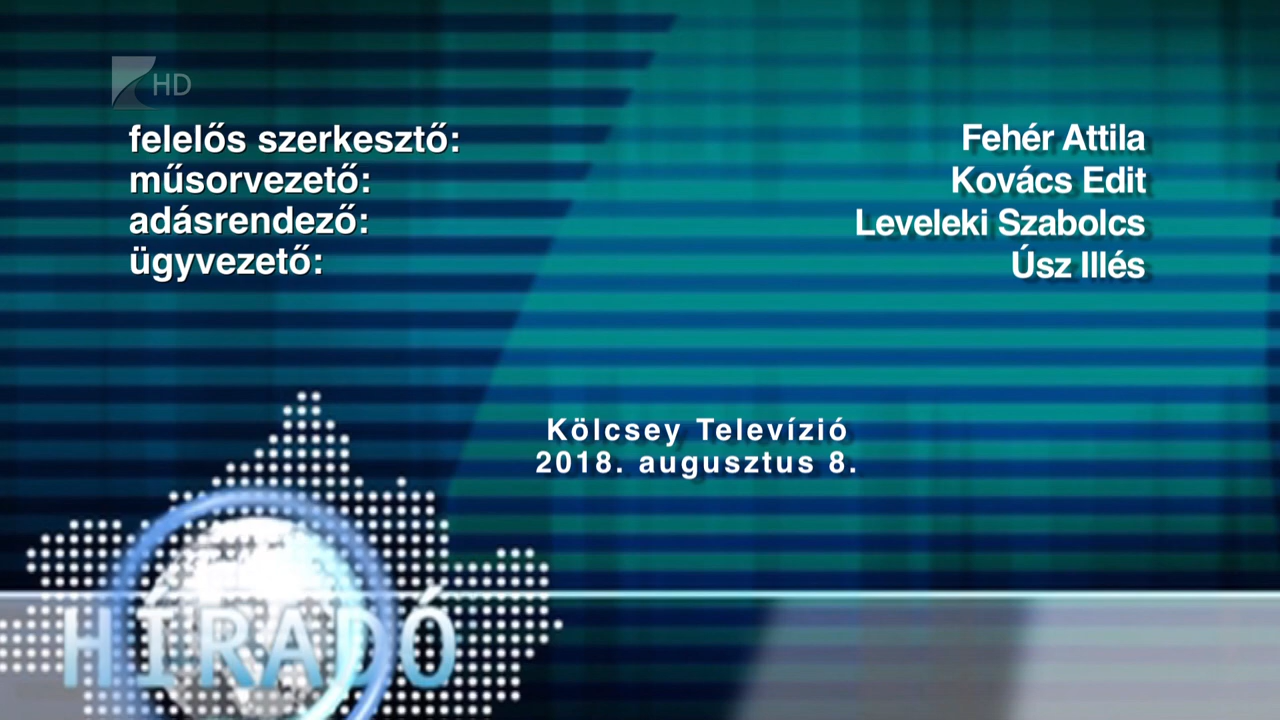 HD
felelős szerkesztő: Fehér Attila
műsorvezető: Kovács Edit
adásrendező: Leveleki Szabolcs
ügyvezető: Úsz Illés
Kölcsey Televízió
2018. augusztus 8.
HÍRADÓ